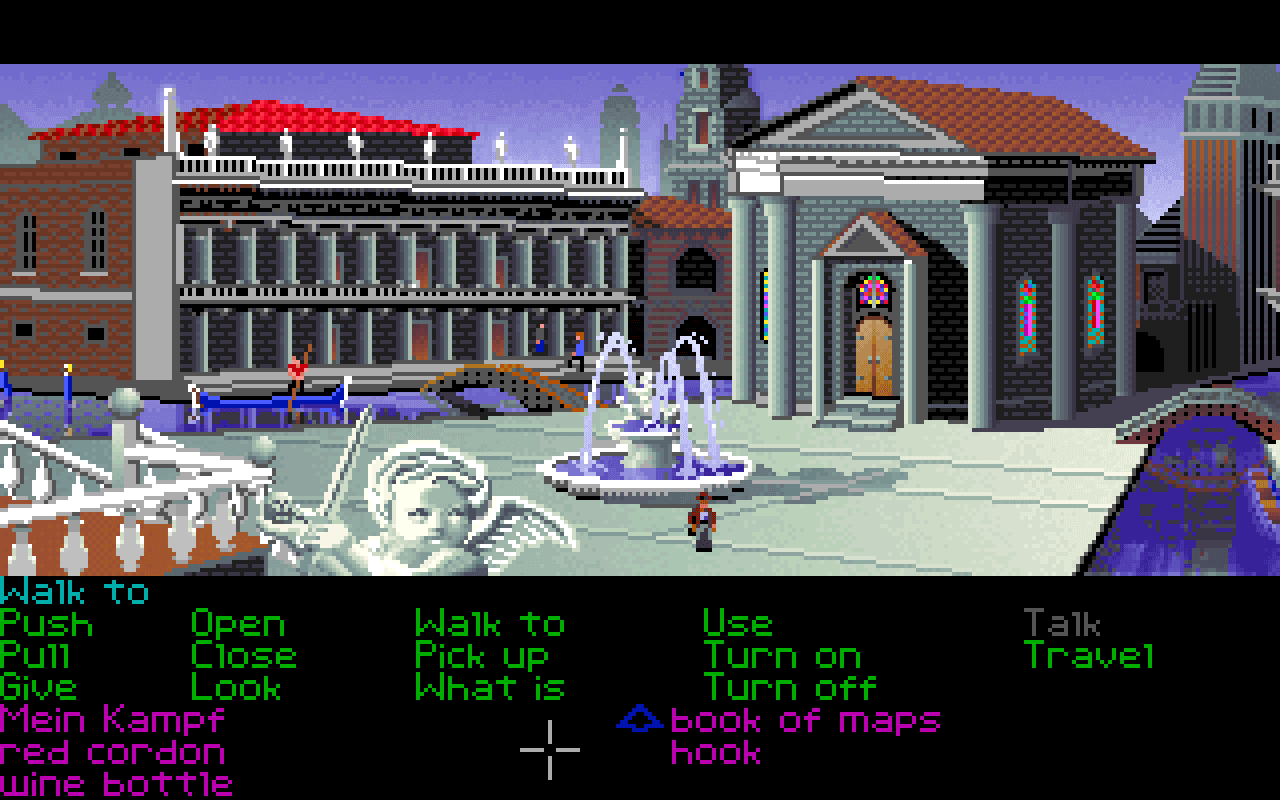 Walk to
Push Open Walk to Use Talk
Pull Close Pick up Turn on Travel
Give Look What is Turn off
Mein Kampf book of maps
red cordon hook
wine bottle